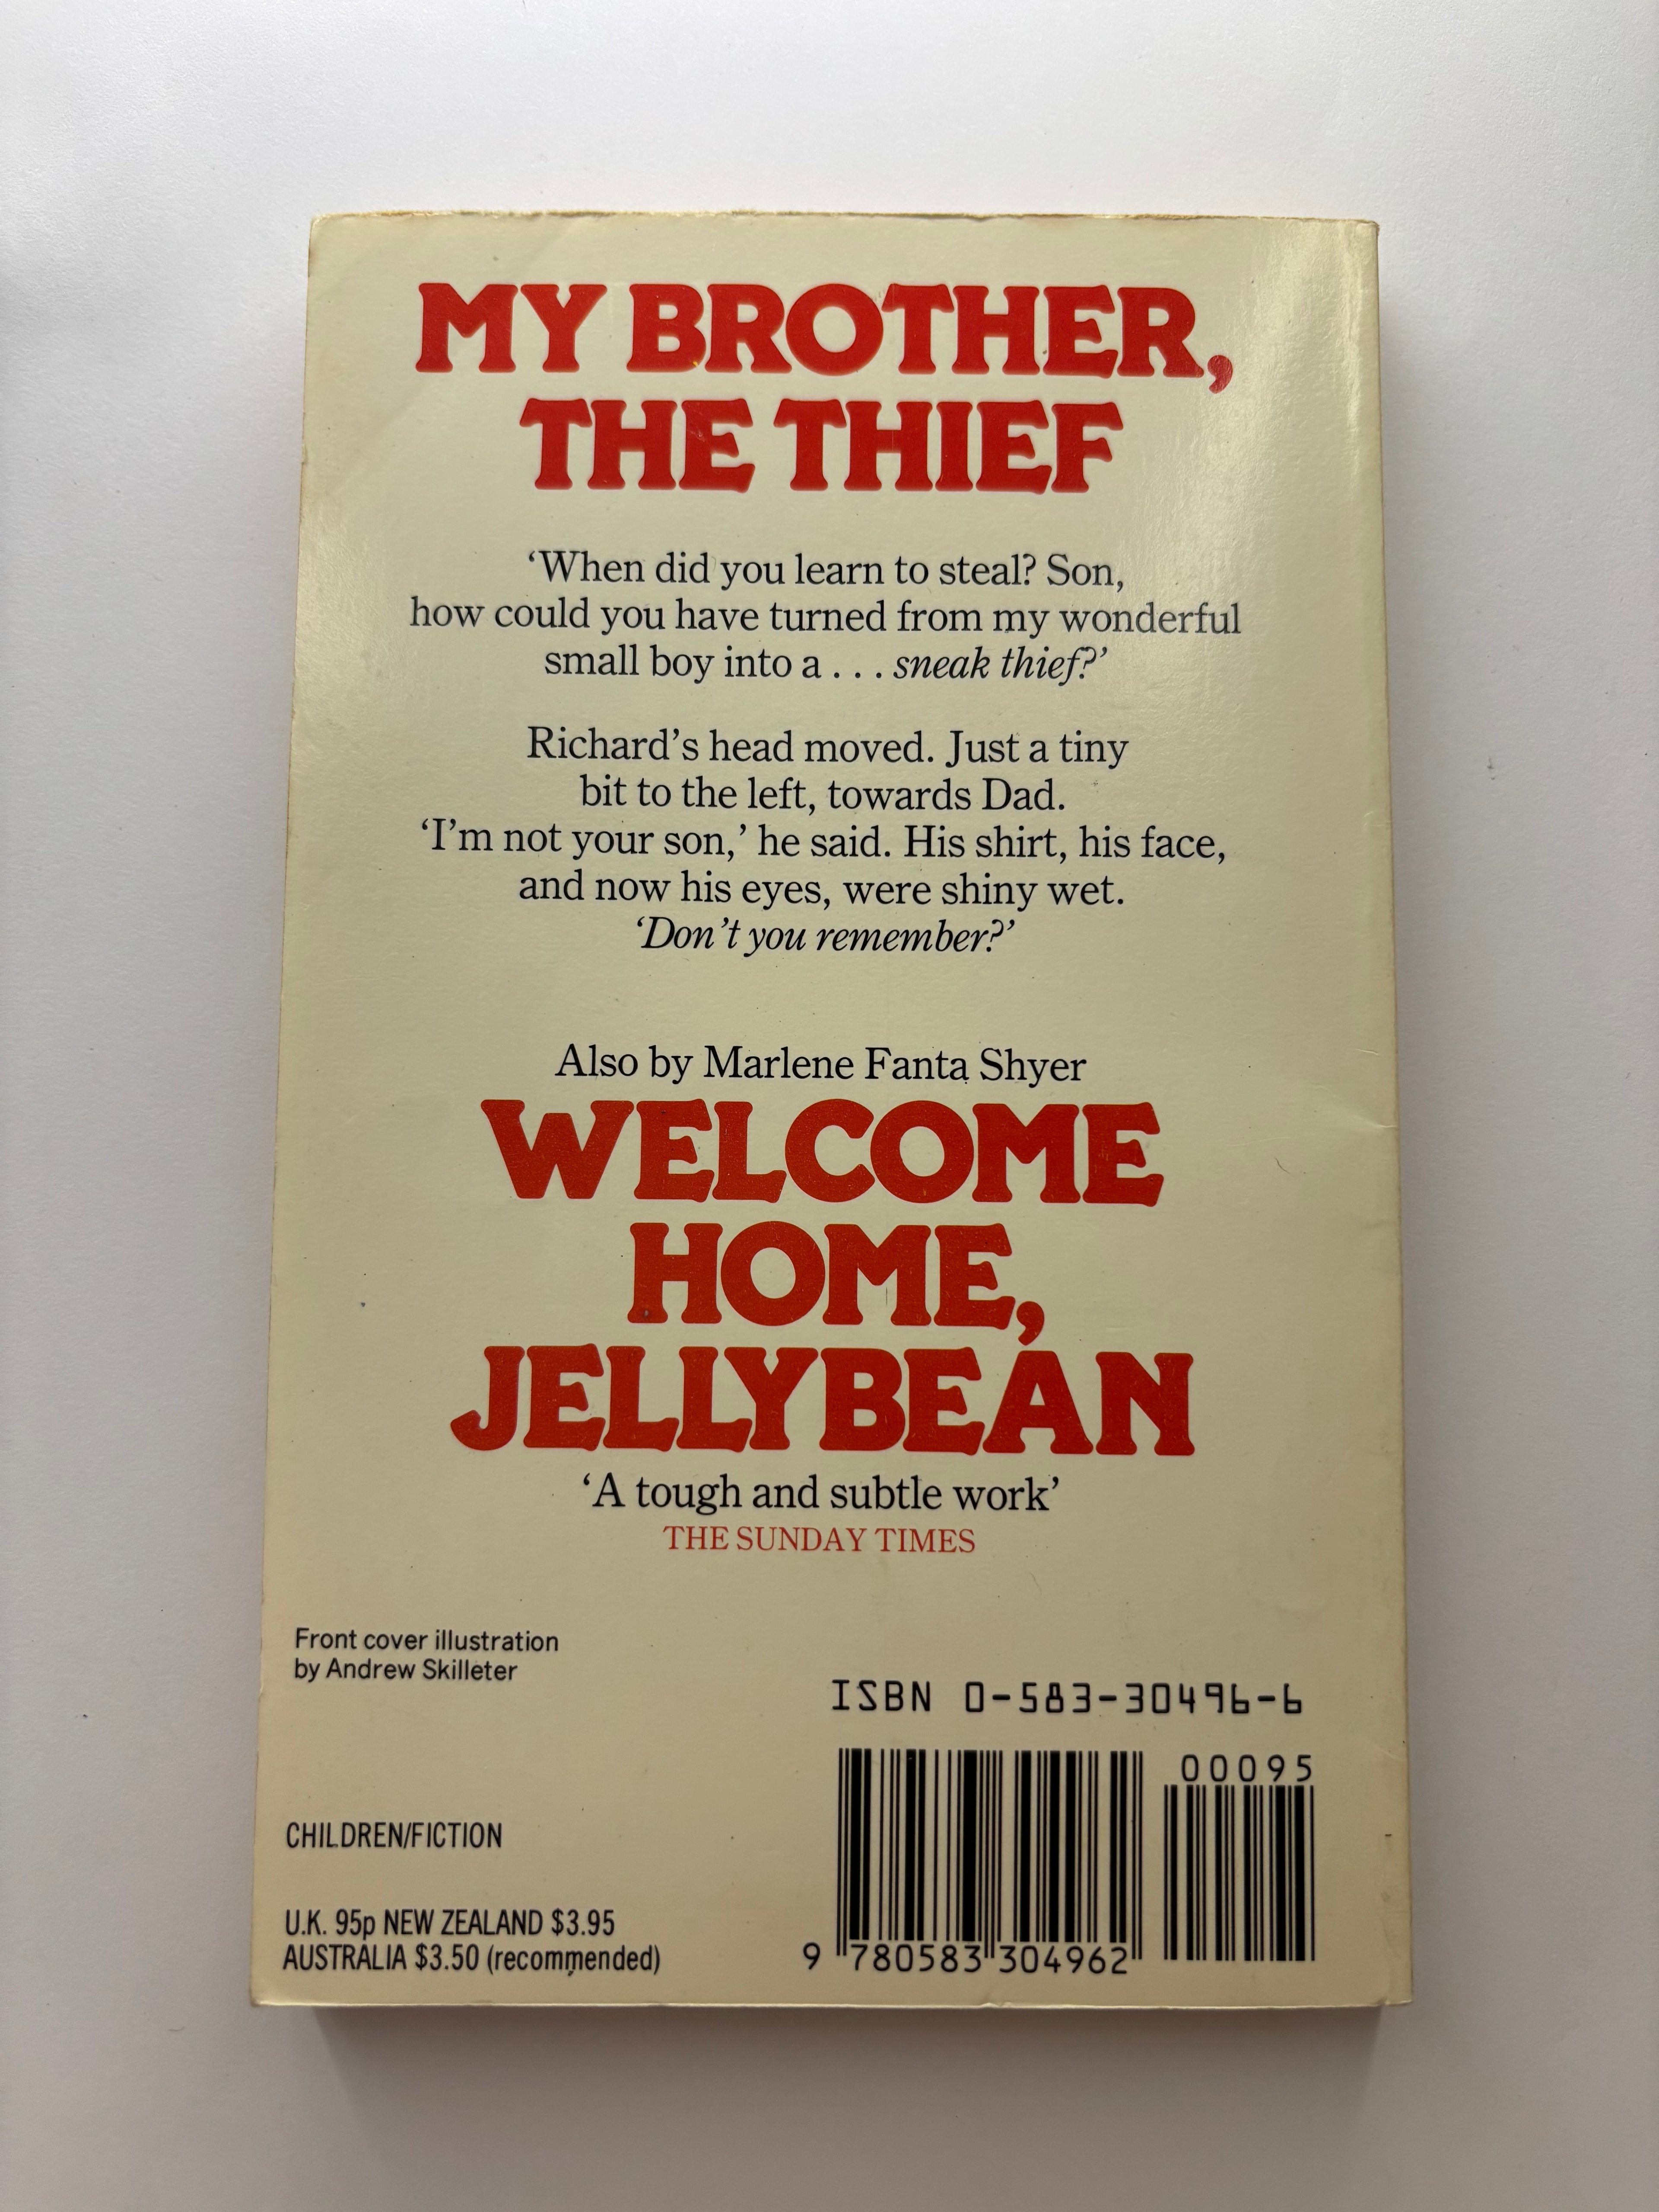 MY BROTHER,
THE THIEF
‘When did you learn to steal? Son,
how could you have turned from my wonderful
small boy into a . . . sneak thief?’
Richard’s head moved. Just a tiny
bit to the left, towards Dad.
‘I’m not your son,’ he said. His shirt, his face,
and now his eyes, were shiny wet.
‘Don’t you remember?’
Also by Marlene Fanta Shyer
WELCOME
HOME,
JELLYBEAN
‘A tough and subtle work’
THE SUNDAY TIMES
Front cover illustration
by Andrew Skilleter
ISBN 0-583-30496-6
00095
CHILDREN/FICTION
U.K. 95p NEW ZEALAND $3.95
AUSTRALIA $3.50 (recommended)
9 780583 304962